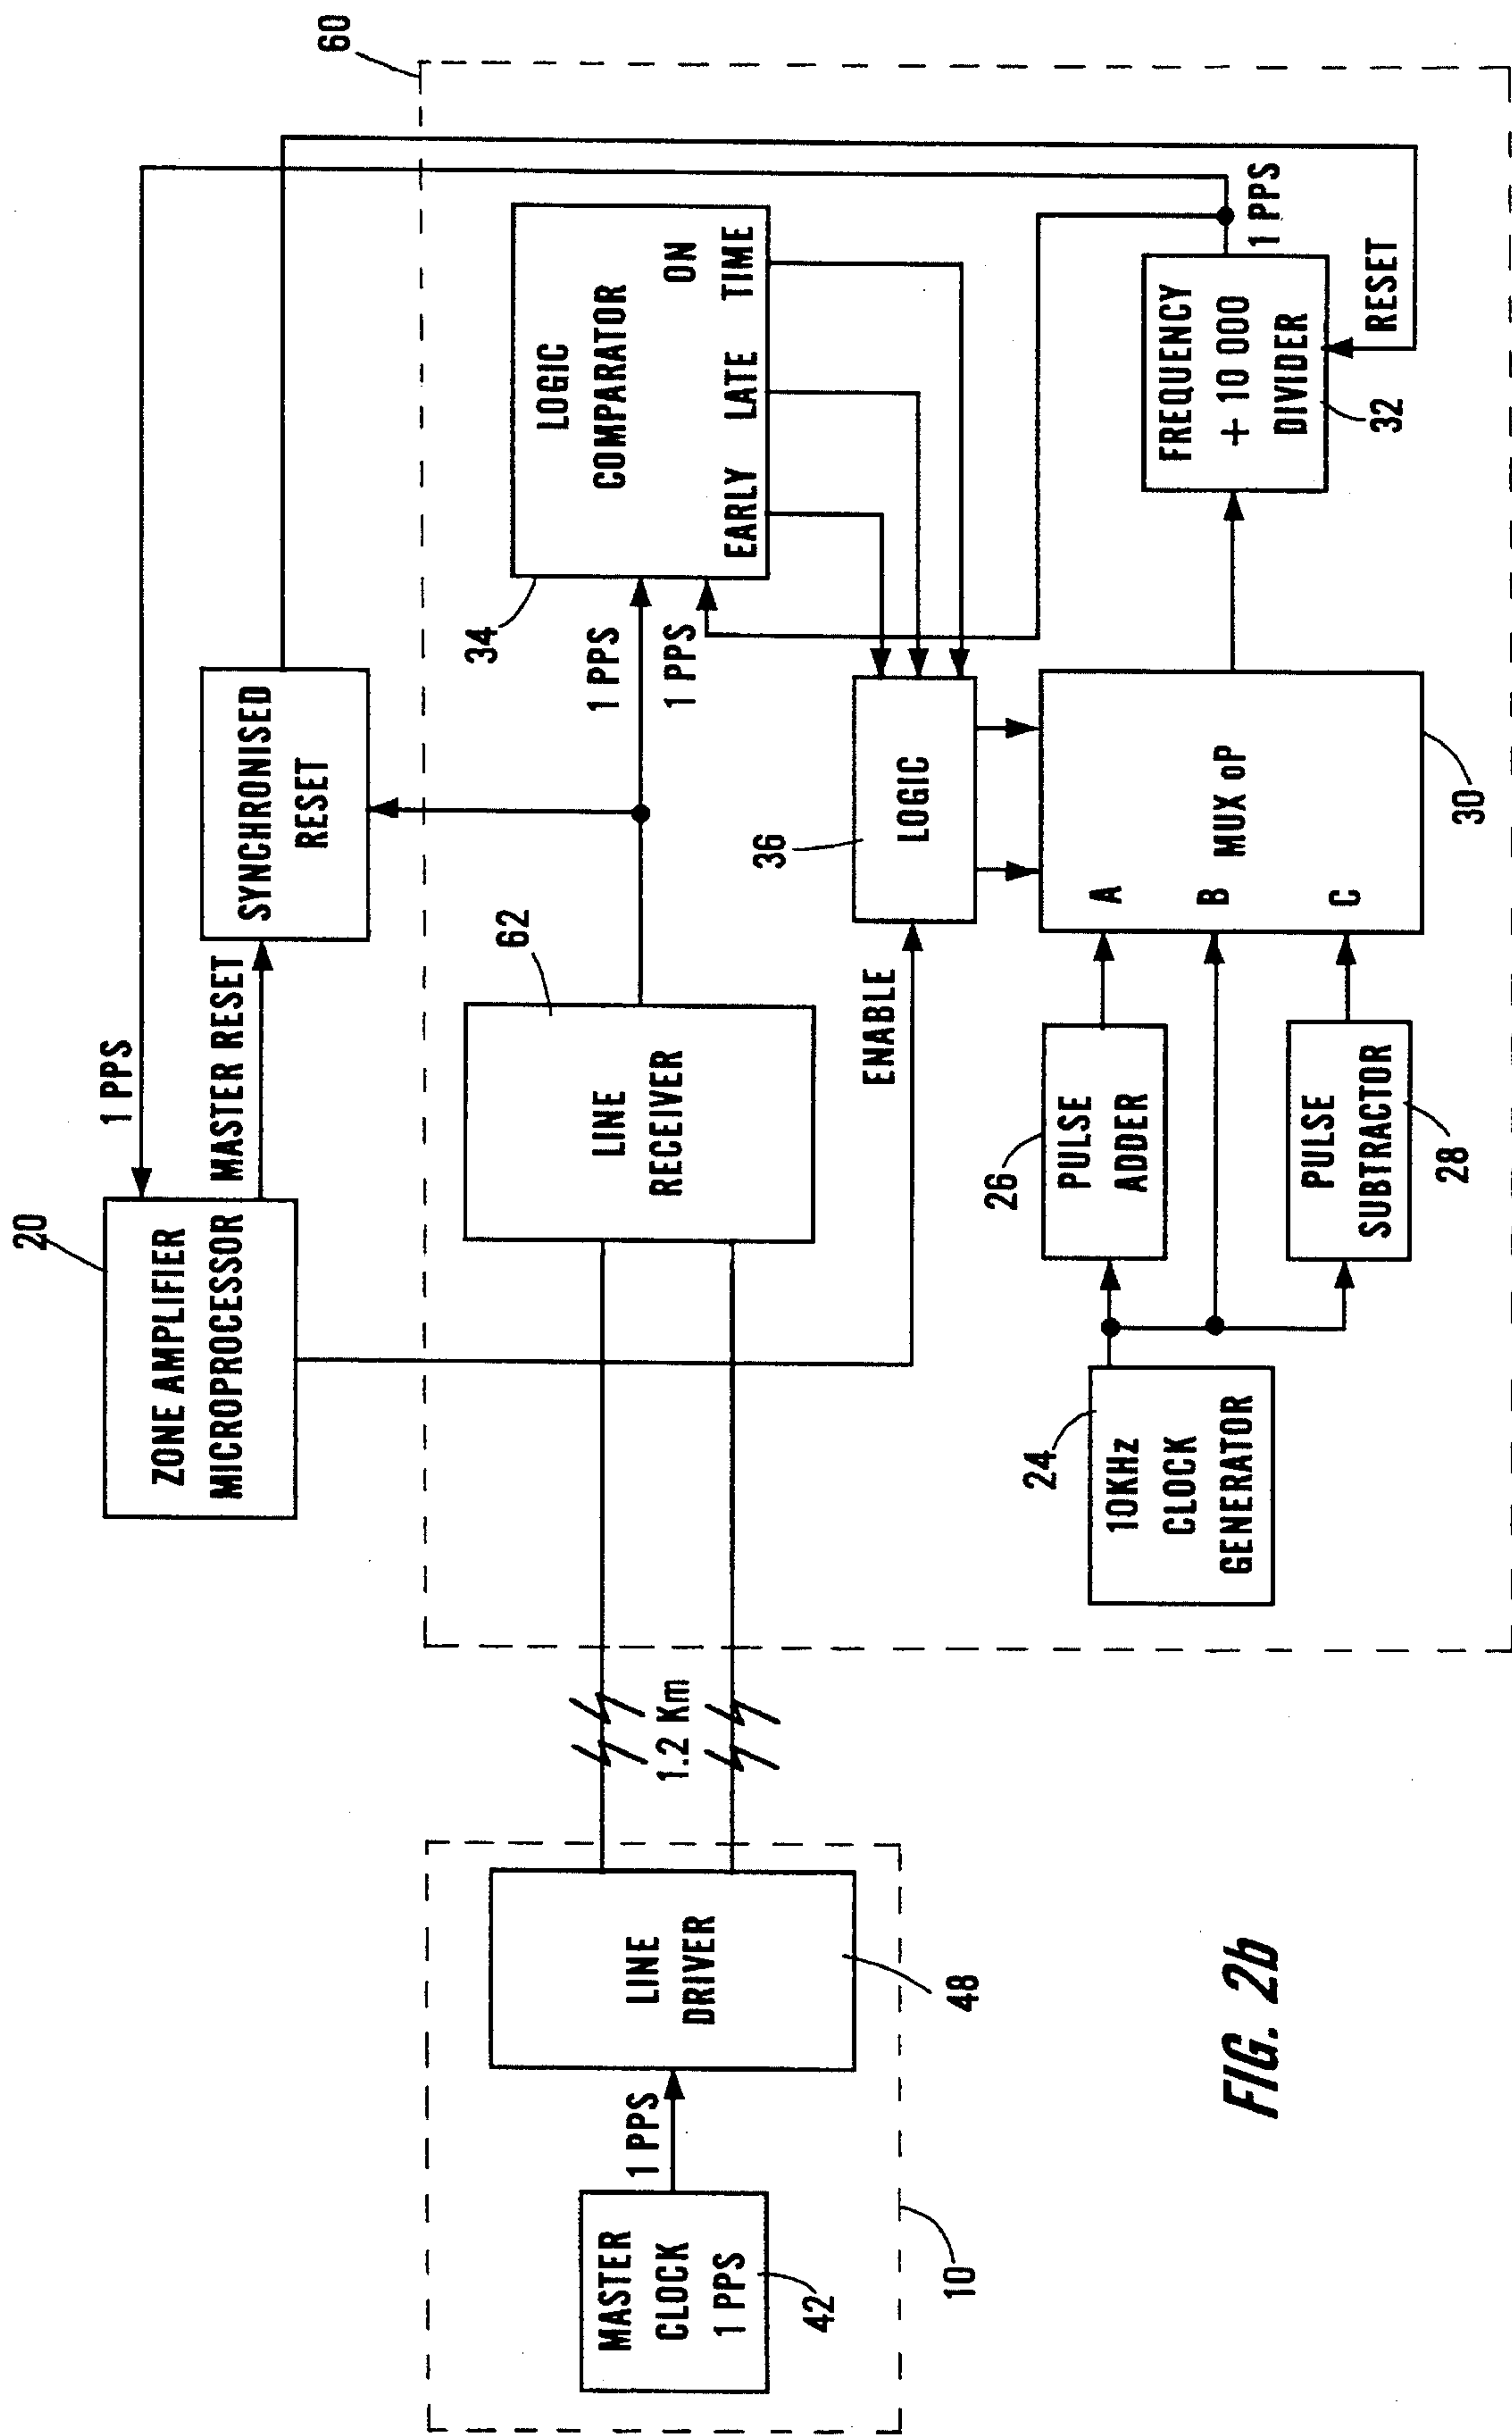 60
20
ZONE AMPLIFIER
MICROPROCESSOR
1 PPS
MASTER RESET
SYNCHRONISED
RESET
MASTER
CLOCK
1 PPS
42
1 PPS
10
LINE
DRIVER
48
1.2 Km
LINE
RECEIVER
62
1 PPS
1 PPS
34
LOGIC
COMPARATOR
EARLY LATE ON
TIME
ENABLE
36
LOGIC
24
10KHz
CLOCK
GENERATOR
26
PULSE
ADDER
PULSE
SUBTRACTOR
28
A
B
C
MUX oP
30
FREQUENCY
+ 10 000
DIVIDER
32
1 PPS
RESET
FIG. 2b